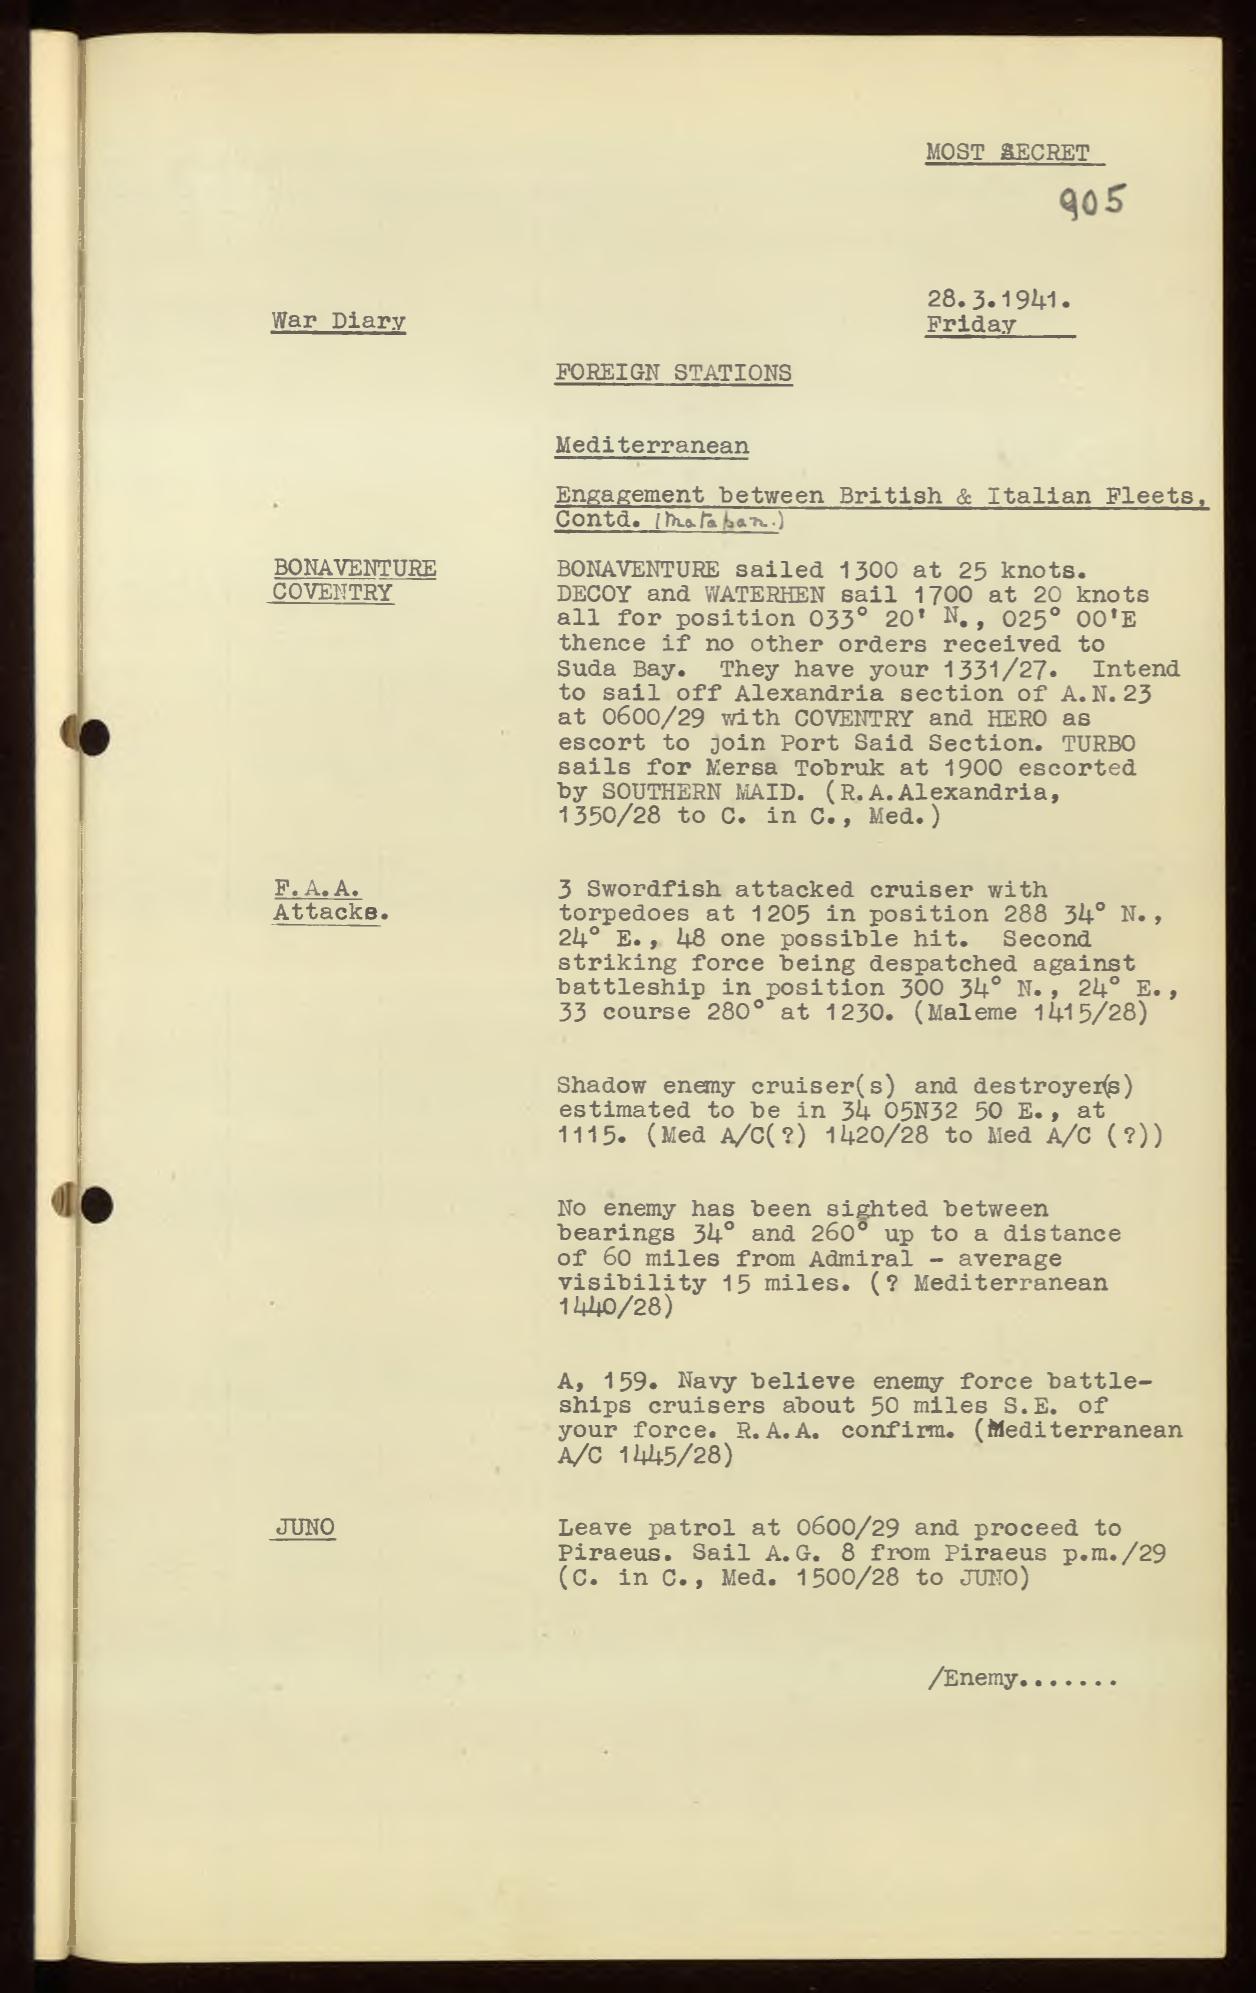 MOST SECRET
905
28.3.1941.
War Diary
Friday
FOREIGN STATIONS
Mediterranean
Engagement between British & Italian Fleets,
Contd. (Matapan.)
BONAVENTURE
COVENTRY
BONAVENTURE sailed 1300 at 25 knots.
DECOY and WATERHEN sail 1700 at 20 knots
all for position 033° 20' N., 025° 00'E
thence if no other orders received to
Suda Bay. They have your 1331/27. Intend
to sail off Alexandria section of A.N.23
at 0600/29 with COVENTRY and HERO as
escort to join Port Said Section. TURBO
sails for Mersa Tobruk at 1900 escorted
by SOUTHERN MAID. (R.A.Alexandria,
1350/28 to C. in C., Med.)
F.A.A.
Attacks.
3 Swordfish attacked cruiser with
torpedoes at 1205 in position 288 34° N.,
24° E., 48 one possible hit. Second
striking force being despatched against
battleship in position 300 34° N., 24° E.,
33 course 280° at 1230. (Maleme 1415/28)
Shadow enemy cruiser(s) and destroyer(s)
estimated to be in 34 05N32 50 E., at
1115. (Med A/C(?) 1420/28 to Med A/C (?))
No enemy has been sighted between
bearings 34° and 260° up to a distance
of 60 miles from Admiral - average
visibility 15 miles. (? Mediterranean
1440/28)
A, 159. Navy believe enemy force battle-
ships cruisers about 50 miles S.E. of
your force. R.A.A. confirm. (Mediterranean
A/C 1445/28)
JUNO
Leave patrol at 0600/29 and proceed to
Piraeus. Sail A.G. 8 from Piraeus p.m./29
(C. in C., Med. 1500/28 to JUNO)
/Enemy.......